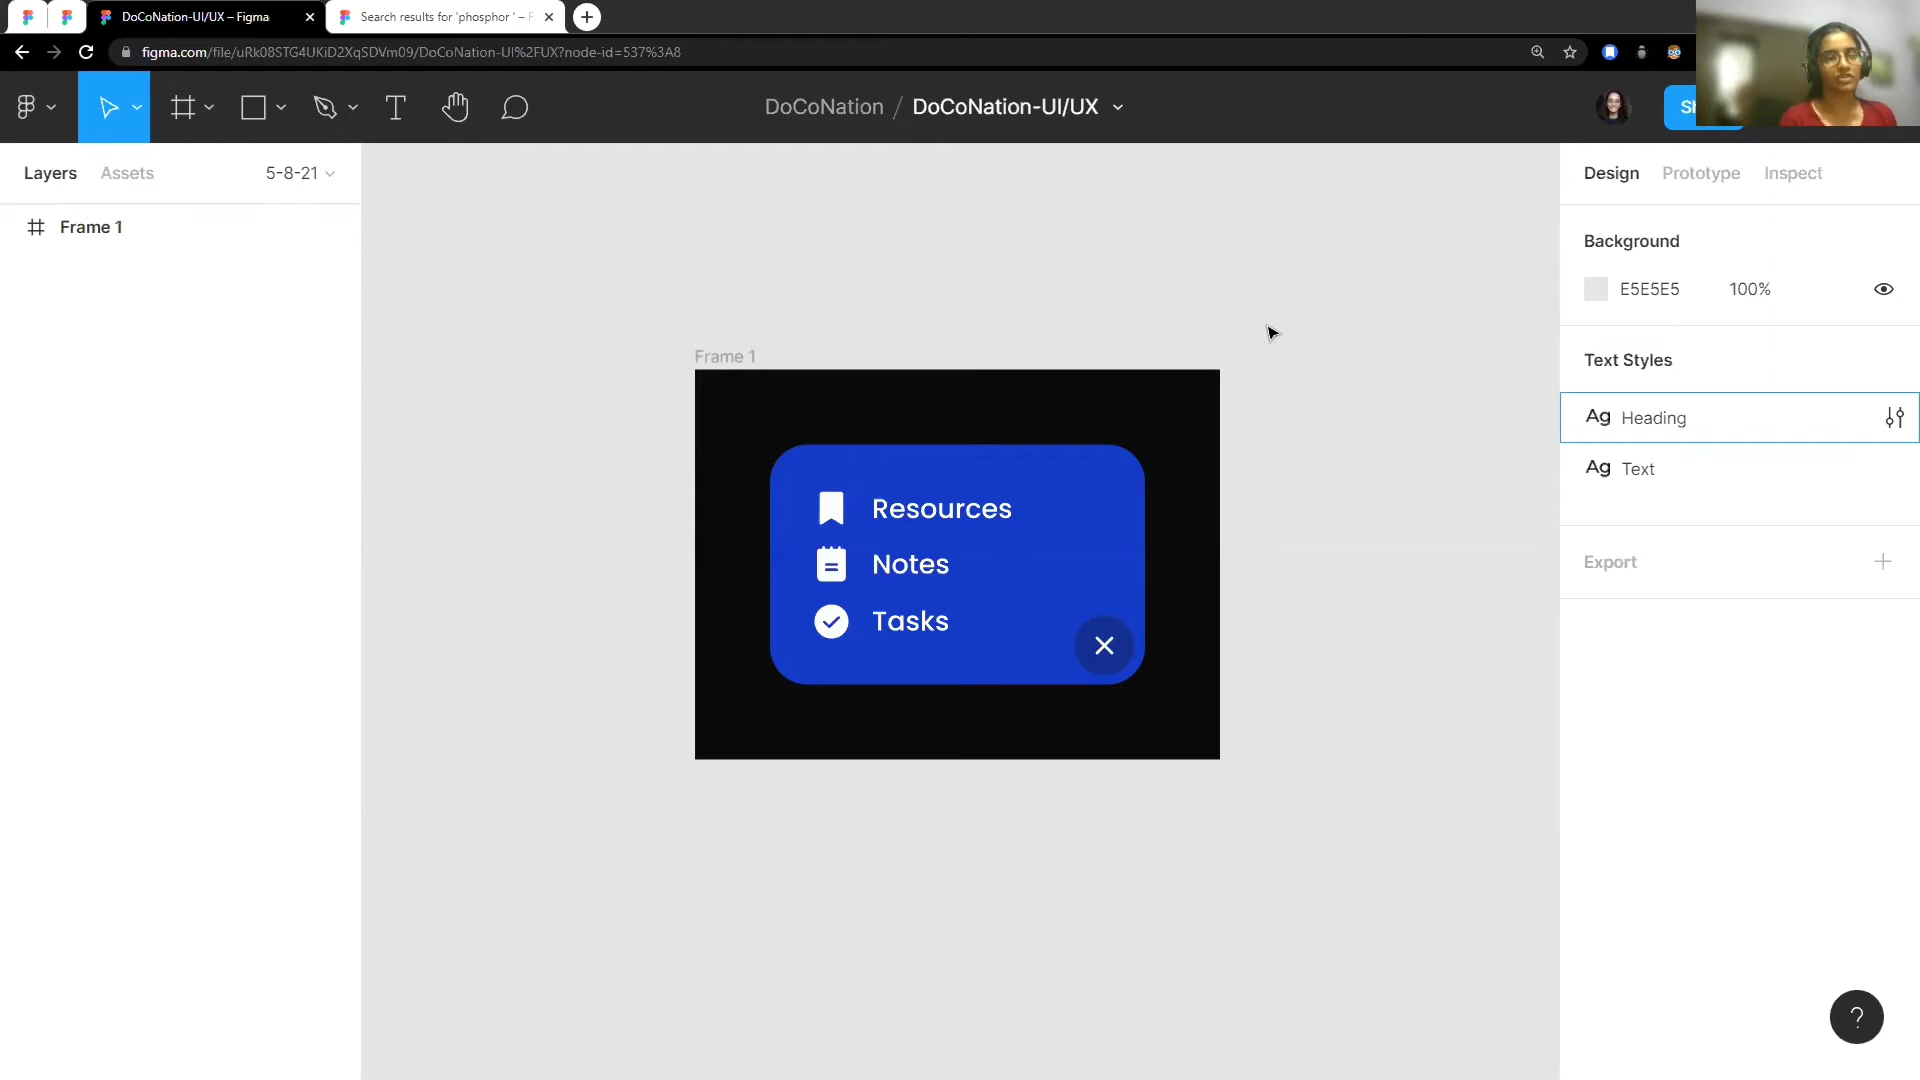 DoCoNation-UI/UX – Figma
Search results for 'phosphor ' – F
figma.com/file/uRk08STG4UKiD2XqSDVm09/DoCoNation-UI%2FUX?node-id=537%3A8
DoCoNation / DoCoNation-UI/UX
Layers
Assets
5-8-21
Design
Prototype
Inspect
Frame 1
Background
E5E5E5
100%
Text Styles
Ag Heading
Ag Text
Export
Frame 1
Resources
Notes
Tasks
?